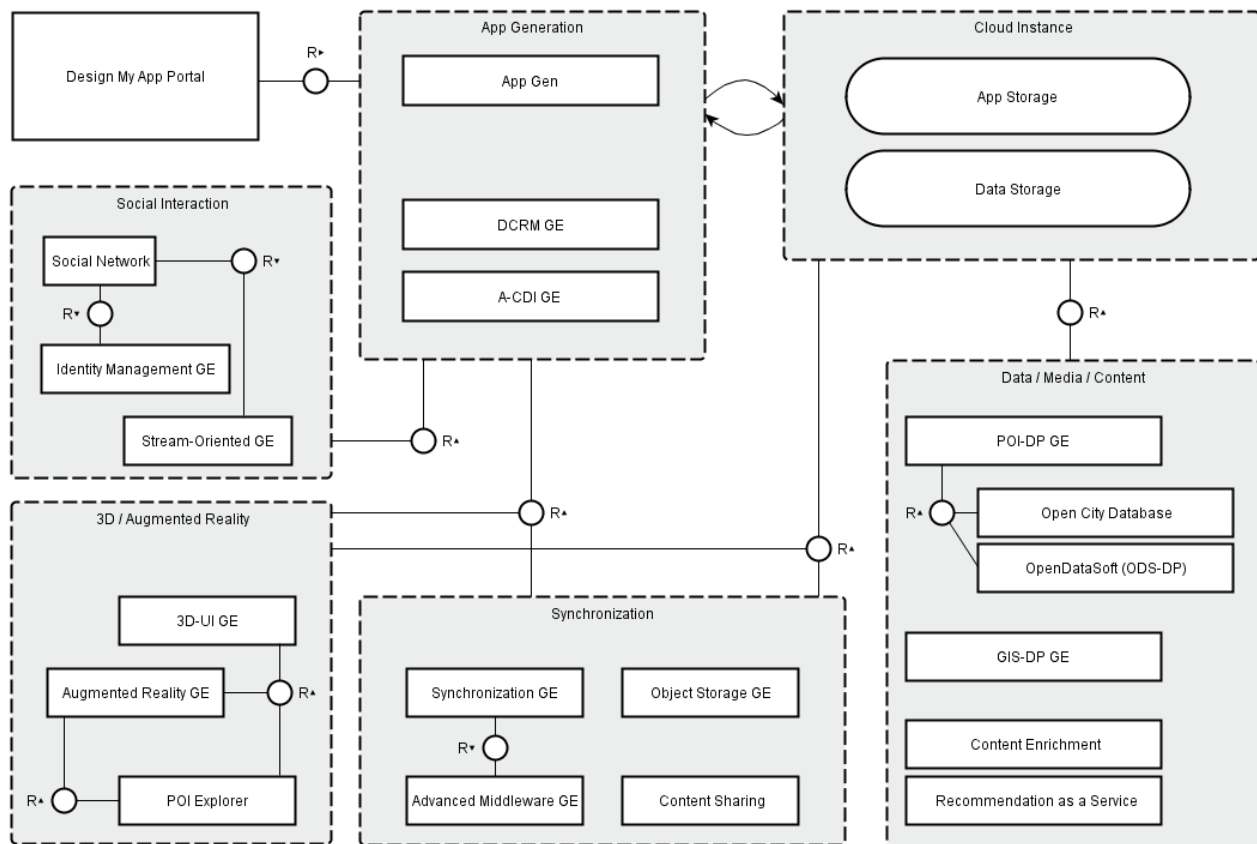 Design My App Portal
R▸
App Generation
App Gen
DCRM GE
A-CDI GE
Cloud Instance
App Storage
Data Storage
Social Interaction
Social Network
R▾
R▾
Identity Management GE
Stream-Oriented GE
R▴
R▴
Data / Media / Content
POI-DP GE
R▴
Open City Database
OpenDataSoft (ODS-DP)
GIS-DP GE
Content Enrichment
Recommendation as a Service
3D / Augmented Reality
R▴
R▴
3D-UI GE
Augmented Reality GE
R▴
R▴
POI Explorer
Synchronization
Synchronization GE
Object Storage GE
R▾
Advanced Middleware GE
Content Sharing